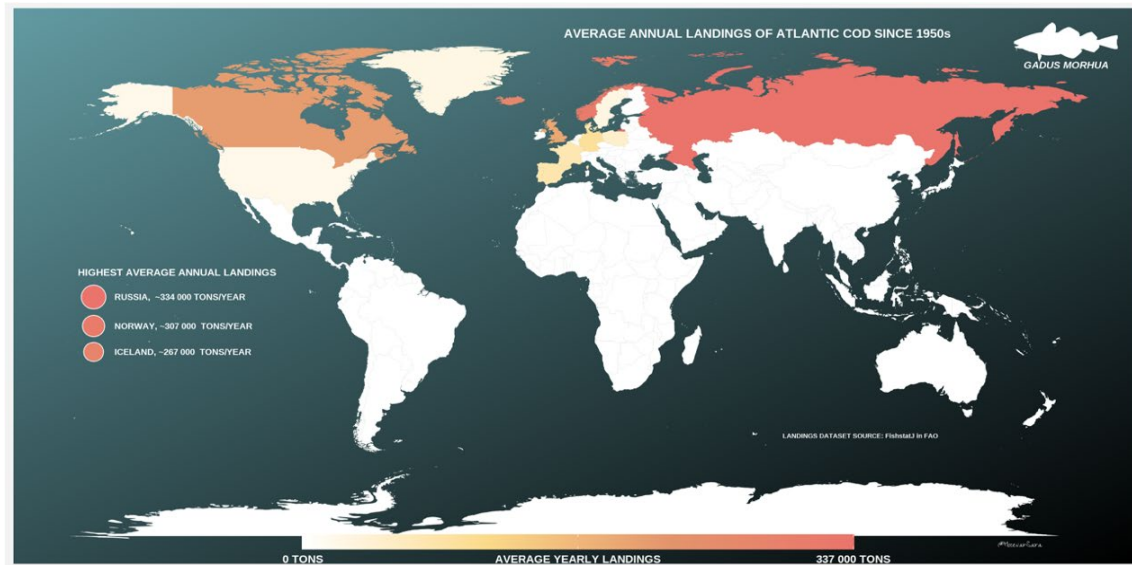 AVERAGE ANNUAL LANDINGS OF ATLANTIC COD SINCE 1950s
GADUS MORHUA
HIGHEST AVERAGE ANNUAL LANDINGS
RUSSIA, ~334 000 TONS/YEAR
NORWAY, ~307 000 TONS/YEAR
ICELAND, ~267 000 TONS/YEAR
LANDINGS DATASET SOURCE: FishstatJ in FAO
0 TONS AVERAGE YEARLY LANDINGS 337 000 TONS